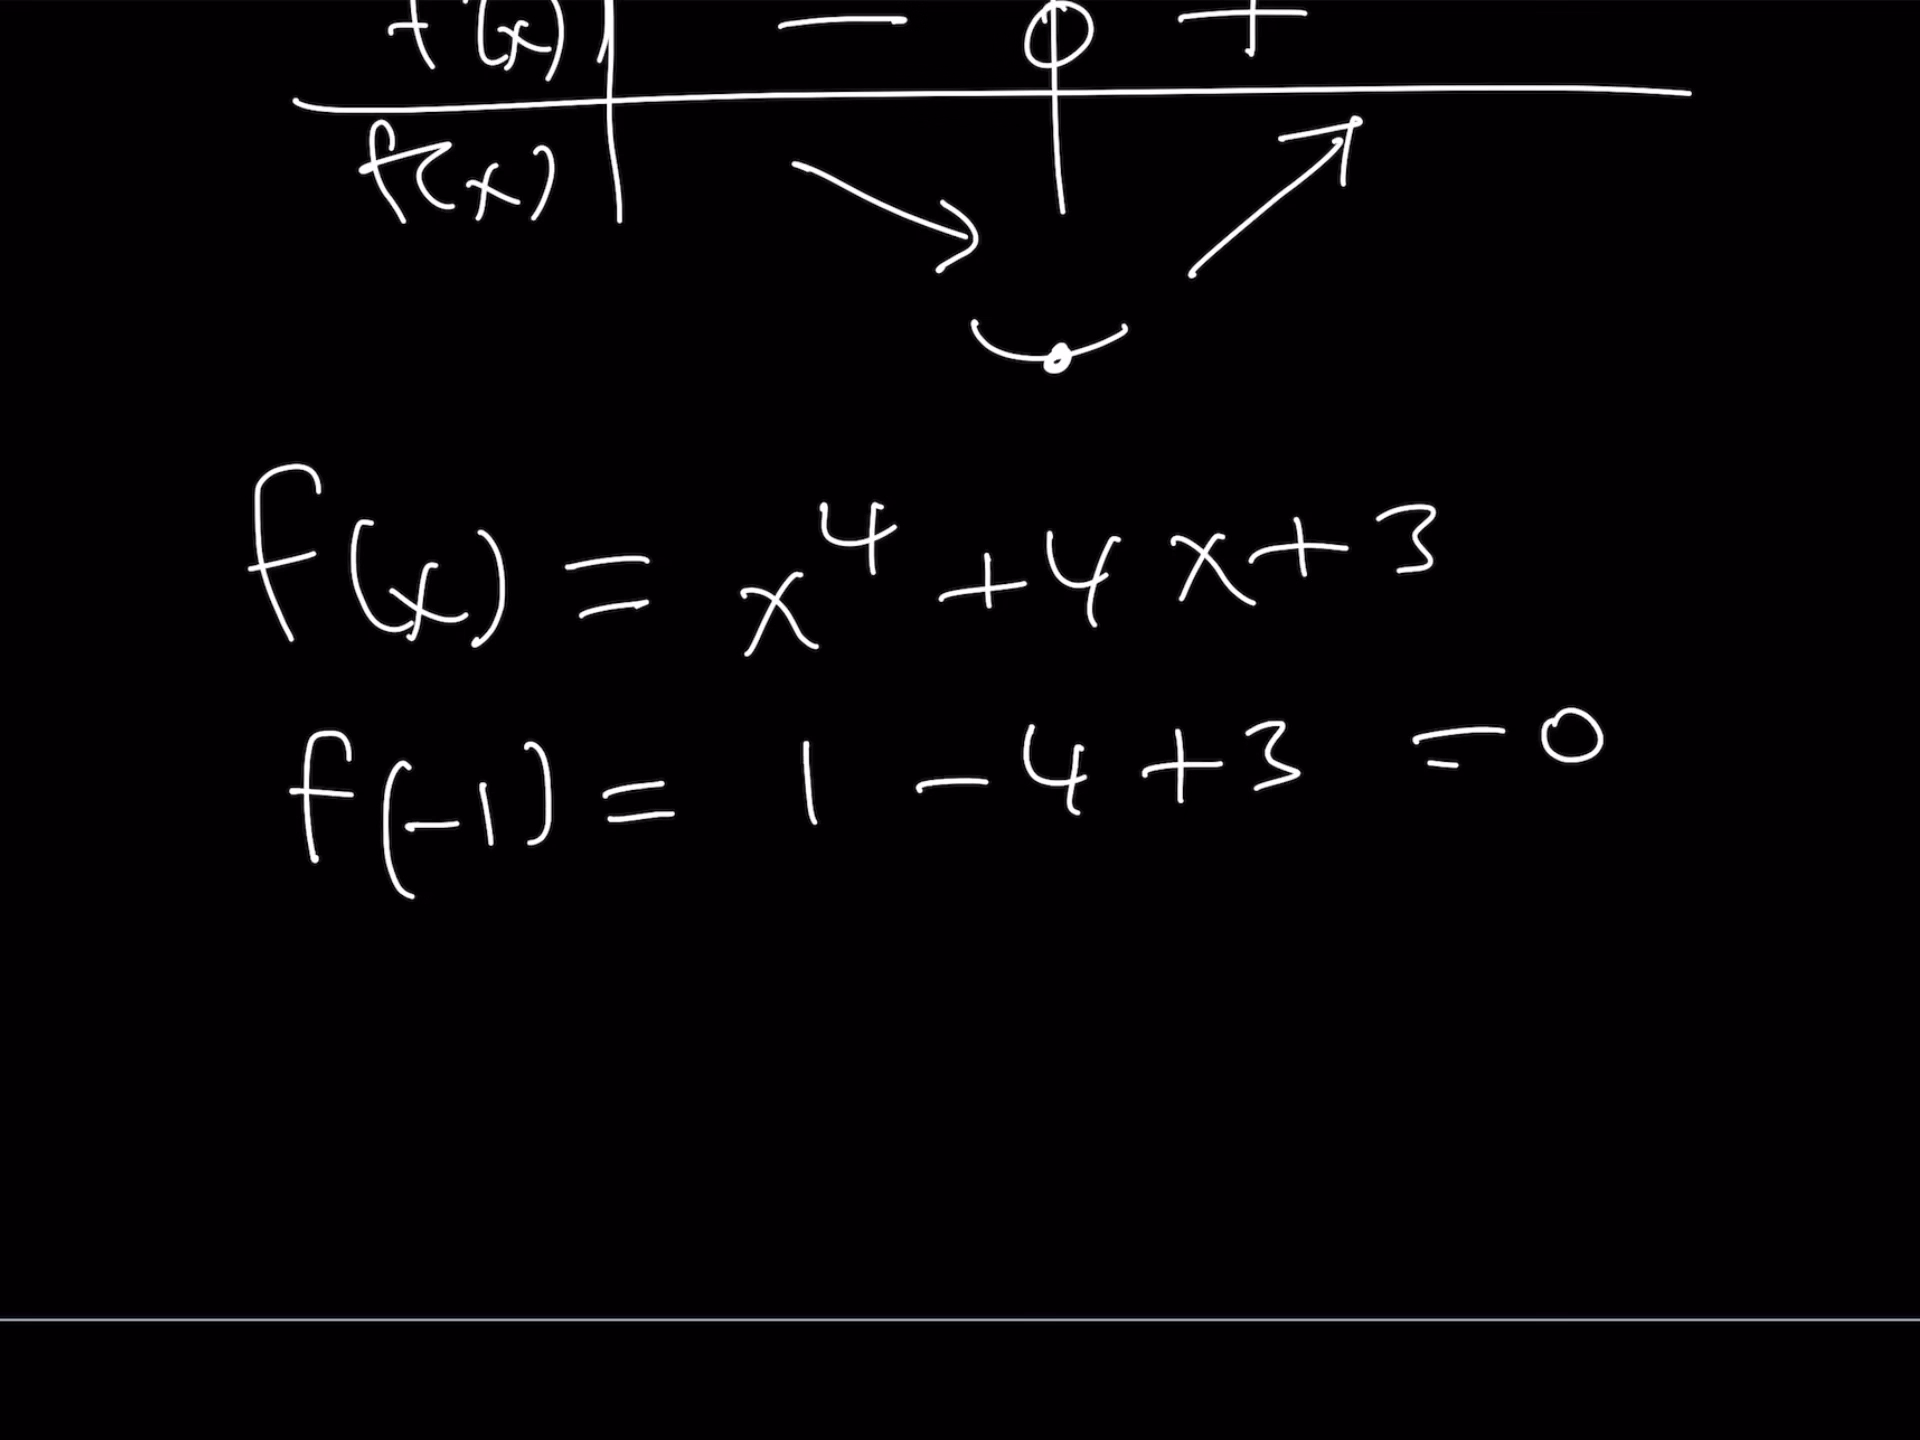 f'(x) - 0 +
f(x)
f(x) = x⁴ + 4x + 3
f(-1) = 1 - 4 + 3 = 0